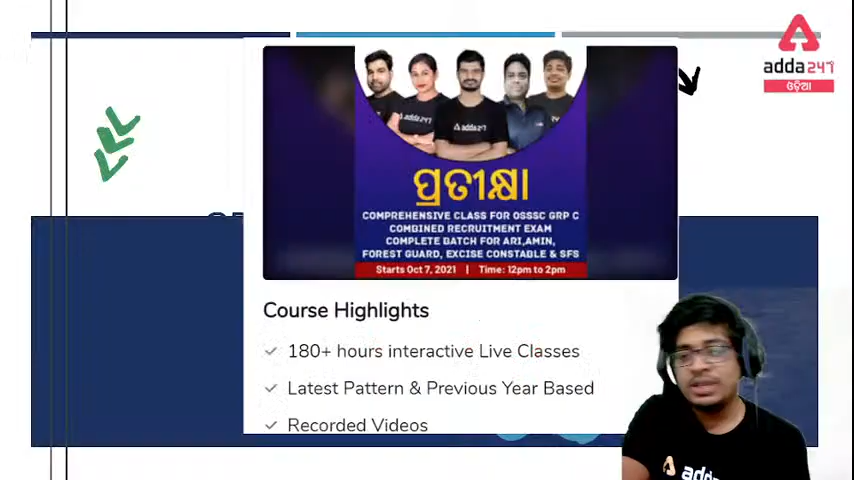 adda247
ଓଡ଼ିଆ
adda247
ପ୍ରତୀକ୍ଷା
COMPREHENSIVE CLASS FOR OSSSC GRP C
COMBINED RECRUITMENT EXAM
COMPLETE BATCH FOR ARI,AMIN,
FOREST GUARD, EXCISE CONSTABLE & SFS
Starts Oct 7, 2021 | Time: 12pm to 2pm
Course Highlights
180+ hours interactive Live Classes
Latest Pattern & Previous Year Based
Recorded Videos